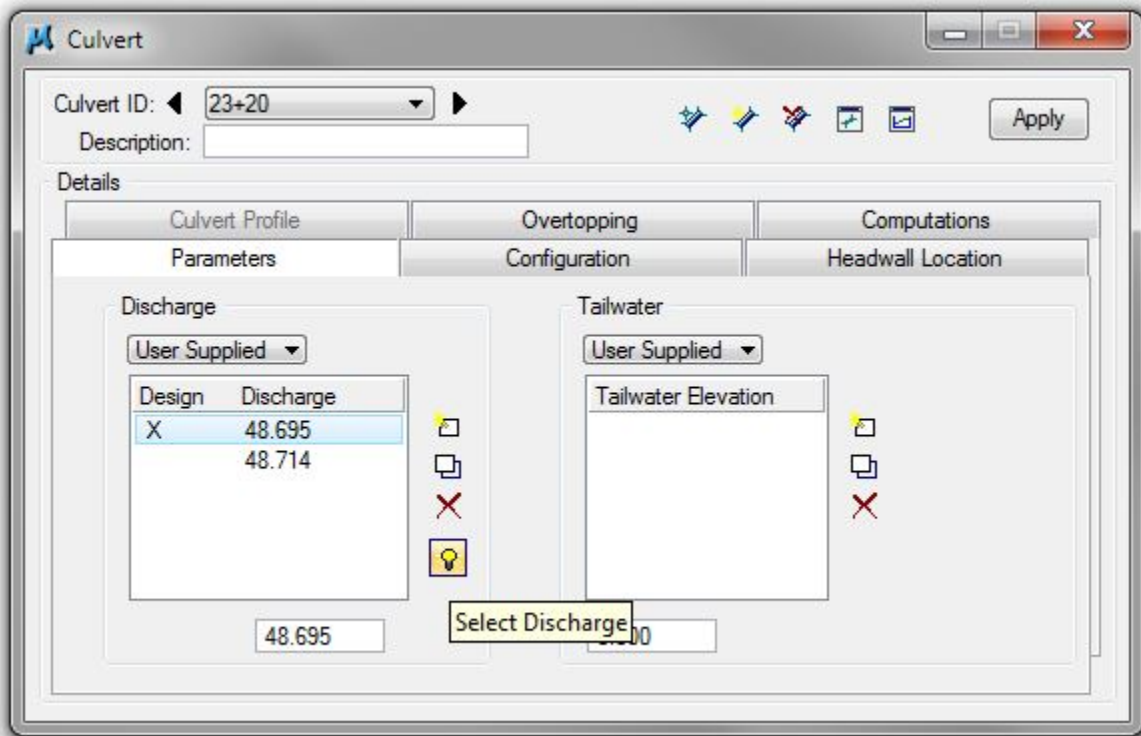 Culvert
Culvert ID: 23+20
Description:
Apply
Details
Culvert Profile Overtopping Computations
Parameters Configuration Headwall Location
Discharge Tailwater
User Supplied User Supplied
Design Discharge Tailwater Elevation
X 48.695
48.714
Select Discharge
48.695